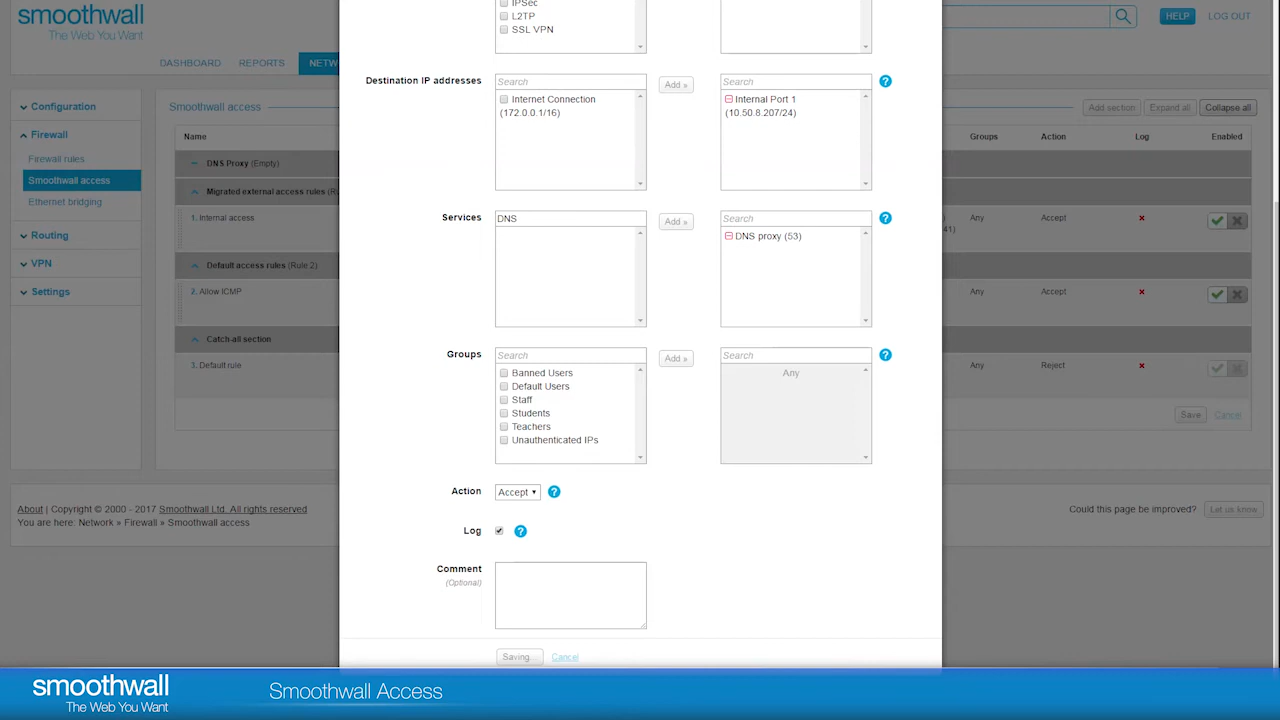 smoothwall
The Web You Want
HELP
LOG OUT
DASHBOARD
REPORTS
NETW
Configuration
Firewall
Firewall rules
Smoothwall access
Ethernet bridging
Routing
VPN
Settings
Smoothwall access
Add section
Expand all
Collapse all
Name
Groups
Action
Log
Enabled
DNS Proxy (Empty)
Migrated external access rules (Ru
1. Internal access
Any
Accept
41)
Default access rules (Rule 2)
2. Allow ICMP
Any
Accept
Catch-all section
3. Default rule
Any
Reject
Save
Cancel
About | Copyright © 2000 - 2017 Smoothwall Ltd. All rights reserved
You are here: Network » Firewall » Smoothwall access
Could this page be improved?
Let us know
IPSec
L2TP
SSL VPN
Destination IP addresses
Search
Internet Connection
(172.0.0.1/16)
Add »
Search
Internal Port 1
(10.50.8.207/24)
?
Services
DNS
Add »
Search
DNS proxy (53)
?
Groups
Search
Banned Users
Default Users
Staff
Students
Teachers
Unauthenticated IPs
Add »
Search
Any
?
Action
Accept
?
Log
?
Comment
(Optional)
Saving...
Cancel
smoothwall
The Web You Want
Smoothwall Access